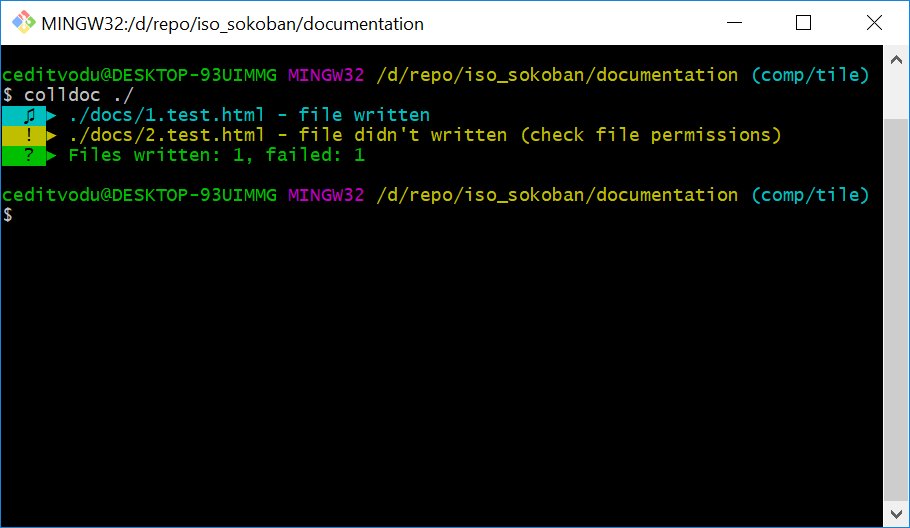 MINGW32:/d/repo/iso_sokoban/documentation
ceditvodu@DESKTOP-93UIMMG MINGW32 /d/repo/iso_sokoban/documentation (comp/tile)
$ colldoc ./
♫ ► ./docs/1.test.html - file written
! ► ./docs/2.test.html - file didn't written (check file permissions)
? ► Files written: 1, failed: 1
ceditvodu@DESKTOP-93UIMMG MINGW32 /d/repo/iso_sokoban/documentation (comp/tile)
$